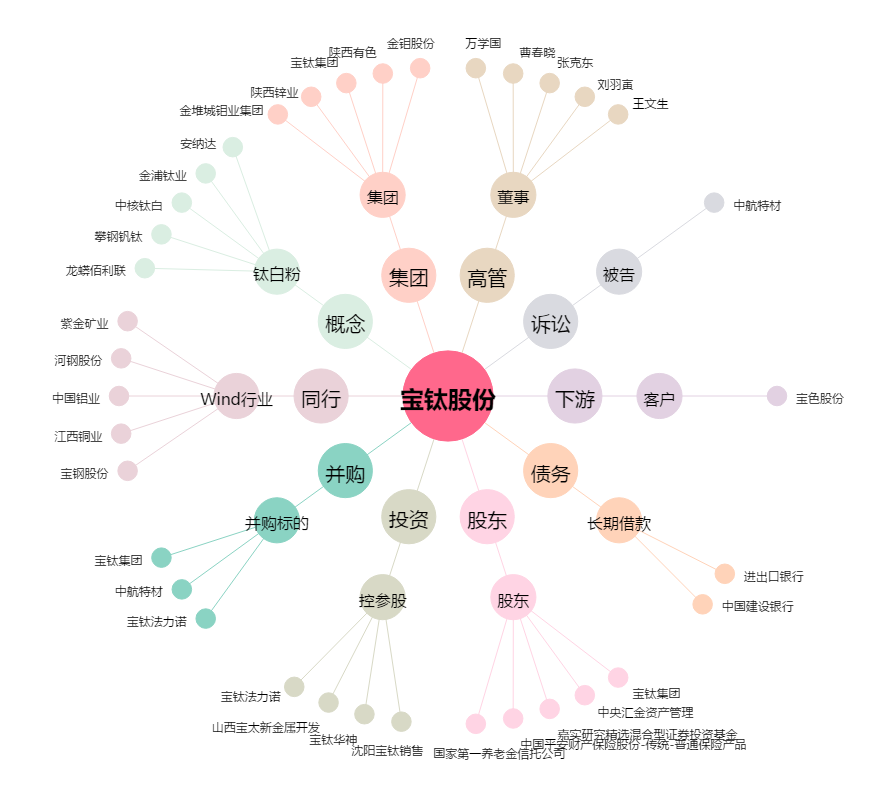 金钼股份
陕西有色
宝钛集团
陕西锌业
金堆城钼业集团
集团
集团
万学国
曹春晓
张克东
刘羽寅
王文生
董事
高管
中航特材
被告
诉讼
安纳达
金浦钛业
中核钛白
攀钢钒钛
龙蟒佰利联
钛白粉
概念
紫金矿业
河钢股份
中国铝业
江西铜业
宝钢股份
Wind行业
同行
宝钛股份
下游
客户
宝色股份
并购
并购标的
宝钛集团
中航特材
宝钛法力诺
债务
长期借款
进出口银行
中国建设银行
投资
控参股
宝钛法力诺
山西宝太新金属开发
宝钛华神
沈阳宝钛销售
股东
股东
宝钛集团
中央汇金资产管理
嘉实研究精选混合型证券投资基金
中国平安财产保险股份-传统-普通保险产品
国家第一养老金信托公司